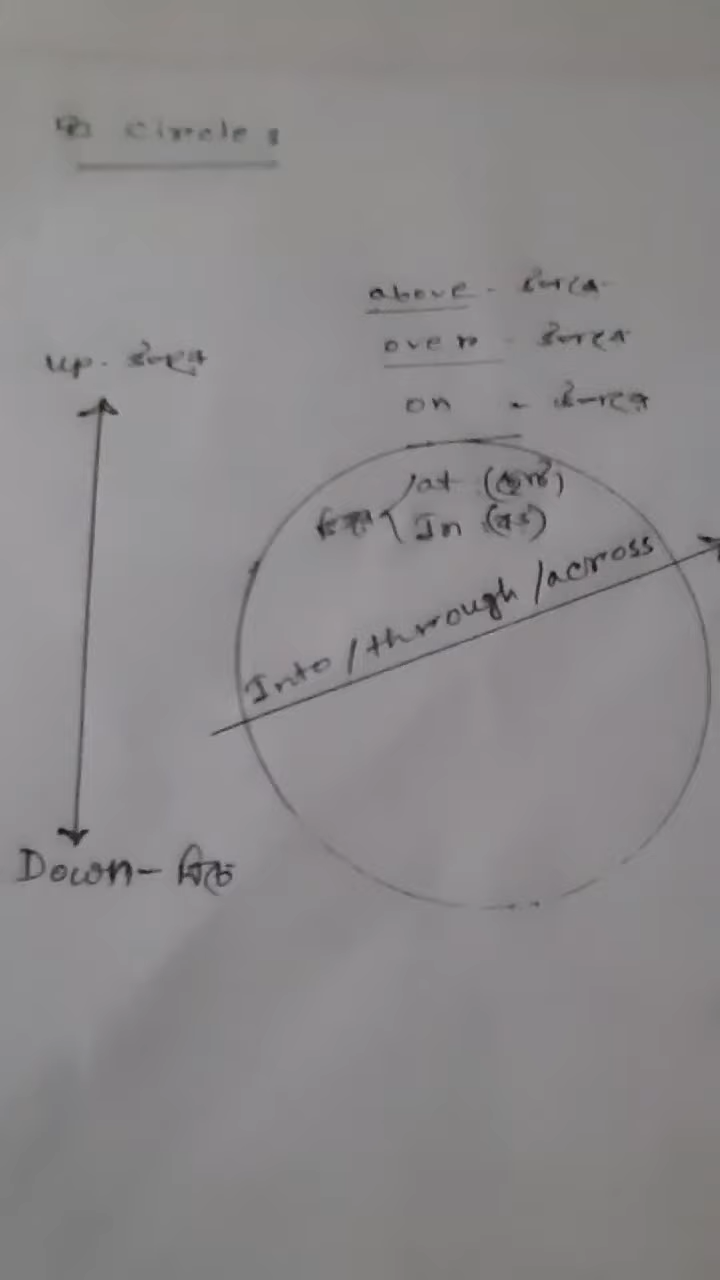 Circle:
above - উপরে
over - উপরে
up - উপরে
on - উপরে
at (ছোট)
In (বড়)
Into / through / across
Down - নিচে